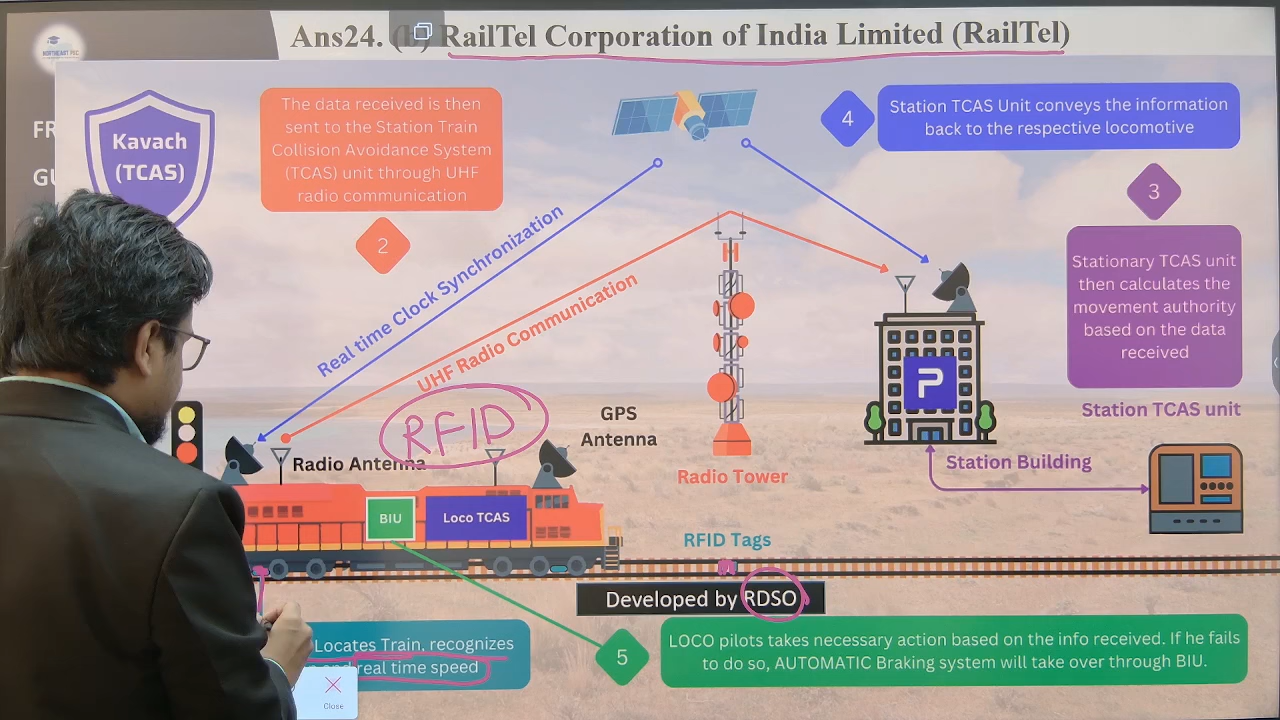 Ans24. (b) RailTel Corporation of India Limited (RailTel)
NORTHEAST PSC
FR
GU
Kavach
(TCAS)
The data received is then
sent to the Station Train
Collision Avoidance System
(TCAS) unit through UHF
radio communication
2
4
Station TCAS Unit conveys the information
back to the respective locomotive
3
Stationary TCAS unit
then calculates the
movement authority
based on the data
received
Real time Clock Synchronization
UHF Radio Communication
RFID
GPS
Antenna
Radio Antenna
Radio Tower
P
Station Building
Station TCAS unit
BIU
Loco TCAS
RFID Tags
Developed by RDSO
Locates Train, recognizes
real time speed
5
LOCO pilots takes necessary action based on the info received. If he fails
to do so, AUTOMATIC Braking system will take over through BIU.
Close